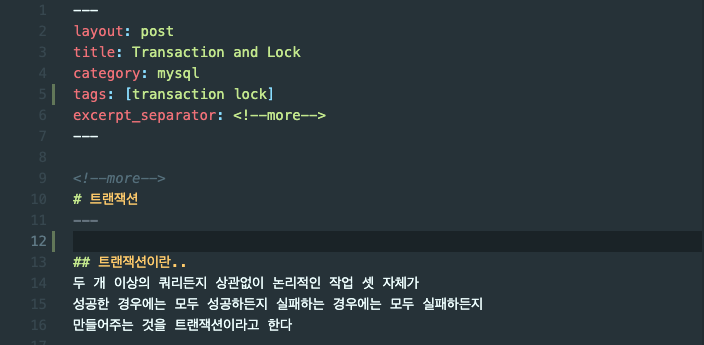 1 ---
2 layout: post
3 title: Transaction and Lock
4 category: mysql
5 tags: [transaction lock]
6 excerpt_separator: <!--more-->
7 ---
8
9 <!--more-->
10 # 트랜잭션
11 ---
12
13 ## 트랜잭션이란..
14 두 개 이상의 쿼리든지 상관없이 논리적인 작업 셋 자체가
15 성공한 경우에는 모두 성공하든지 실패하는 경우에는 모두 실패하든지
16 만들어주는 것을 트랜잭션이라고 한다
17